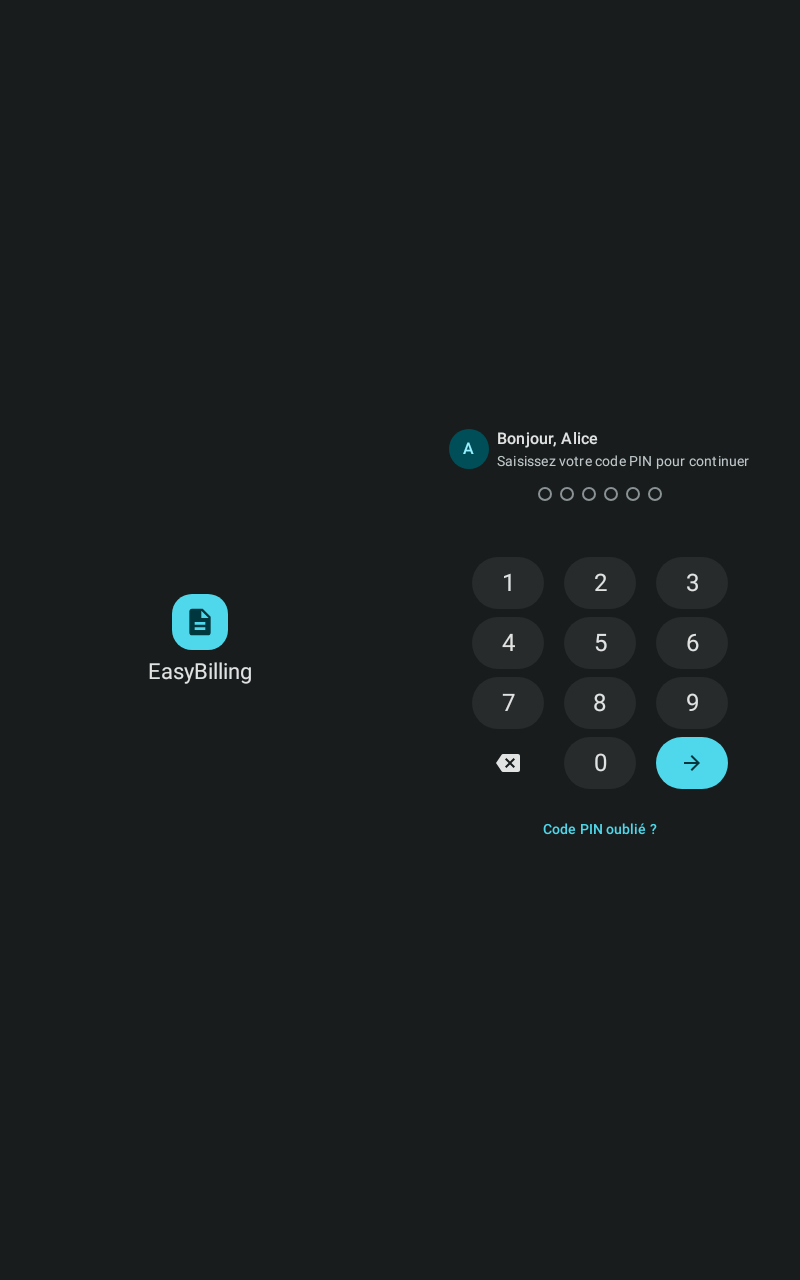 EasyBilling
A
Bonjour, Alice
Saisissez votre code PIN pour continuer
1 2 3
4 5 6
7 8 9
0
Code PIN oublié ?